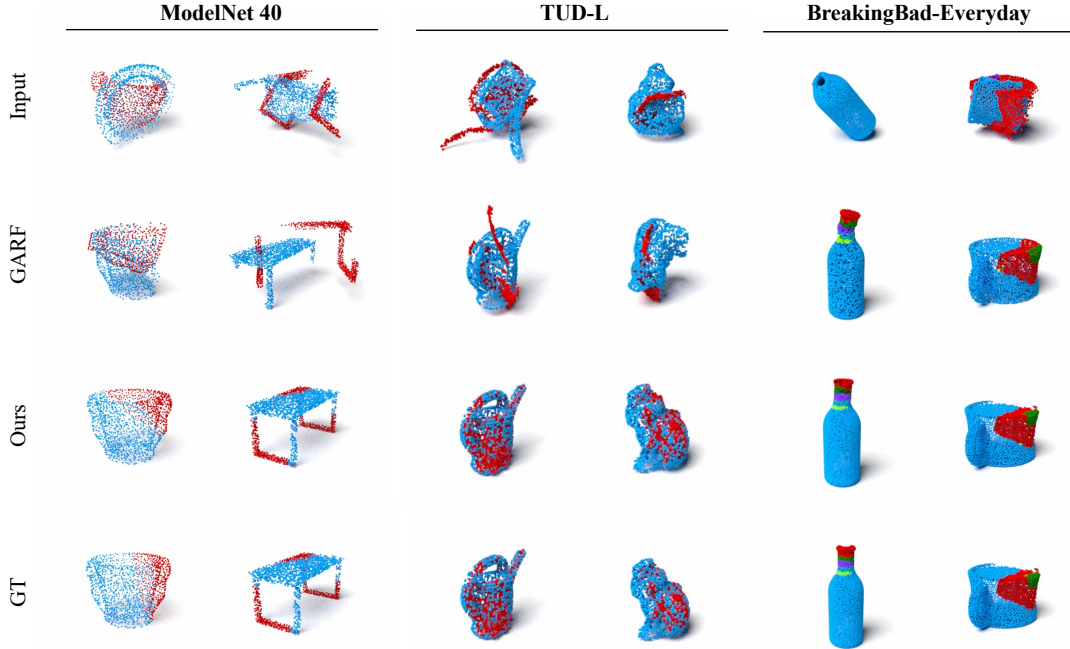 ModelNet 40
TUD-L
BreakingBad-Everyday
Input
GARF
Ours
GT